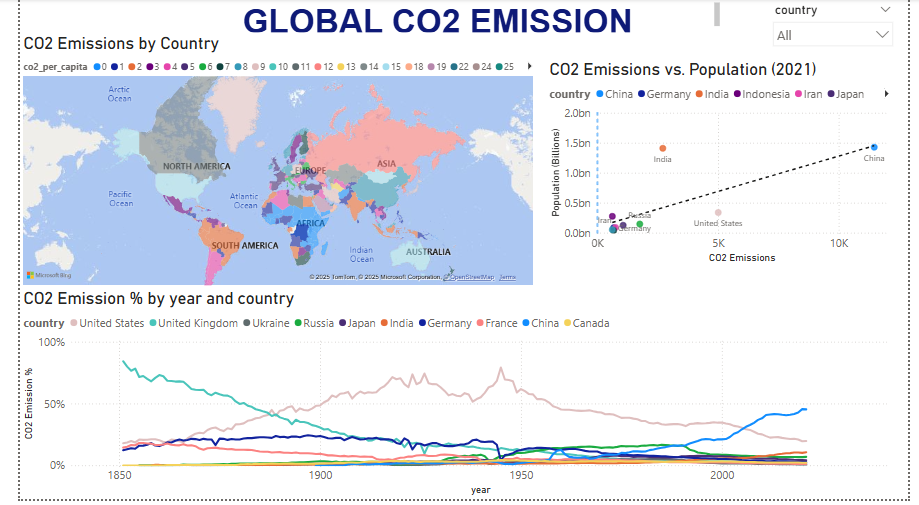 GLOBAL CO2 EMISSION
country
All
CO2 Emissions by Country
co2_per_capita 0 1 2 3 4 5 6 7 8 9 10 11 12 13 14 15 18 19 22 24 25
Arctic
Ocean
NORTH AMERICA
EUROPE
ASIA
Pacific
Ocean
Atlantic
Ocean
AFRICA
SOUTH AMERICA
Indian
Ocean
AUSTRALIA
Microsoft Bing
© 2025 TomTom, © 2025 Microsoft Corporation, © OpenStreetMap Terms
CO2 Emissions vs. Population (2021)
country China Germany India Indonesia Iran Japan
Population (Billions)
2.0bn
1.5bn
1.0bn
0.5bn
0.0bn
India
China
United States
Russia
Iran
Germany
0K 5K 10K
CO2 Emissions
CO2 Emission % by year and country
country United States United Kingdom Ukraine Russia Japan India Germany France China Canada
CO2 Emission %
100%
50%
0%
1850 1900 1950 2000
year